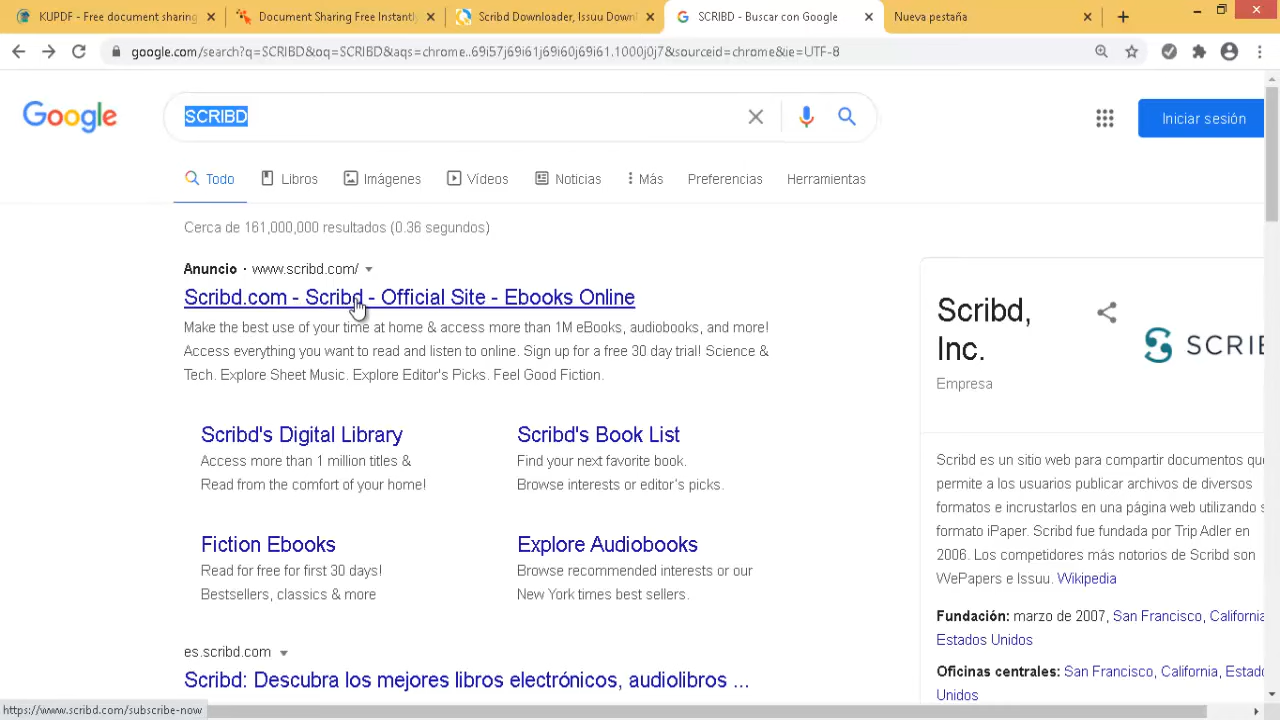 KUPDF - Free document sharing
Document Sharing Free Instantly
Scribd Downloader, Issuu Downl
SCRIBD - Buscar con Google
Nueva pestaña
google.com/search?q=SCRIBD&oq=SCRIBD&aqs=chrome..69i57j69i61j69i60j69i61.1000j0j7&sourceid=chrome&ie=UTF-8
Google
SCRIBD
Iniciar sesión
Todo
Libros
Imágenes
Vídeos
Noticias
Más
Preferencias
Herramientas
Cerca de 161,000,000 resultados (0.36 segundos)
Anuncio · www.scribd.com/
Scribd.com - Scribd - Official Site - Ebooks Online
Make the best use of your time at home & access more than 1M eBooks, audiobooks, and more!
Access everything you want to read and listen to online. Sign up for a free 30 day trial! Science &
Tech. Explore Sheet Music. Explore Editor's Picks. Feel Good Fiction.
Scribd's Digital Library
Access more than 1 million titles &
Read from the comfort of your home!
Scribd's Book List
Find your next favorite book.
Browse interests or editor's picks.
Fiction Ebooks
Read for free for first 30 days!
Bestsellers, classics & more
Explore Audiobooks
Browse recommended interests or our
New York times best sellers.
es.scribd.com
Scribd: Descubra los mejores libros electrónicos, audiolibros ...
https://www.scribd.com/subscribe-now
Scribd,
Inc.
Empresa
SCRIE
Scribd es un sitio web para compartir documentos que
permite a los usuarios publicar archivos de diversos
formatos e incrustarlos en una página web utilizando s
formato iPaper. Scribd fue fundada por Trip Adler en
2006. Los competidores más notorios de Scribd son
WePapers e Issuu. Wikipedia
Fundación: marzo de 2007, San Francisco, California
Estados Unidos
Oficinas centrales: San Francisco, California, Estado
Unidos